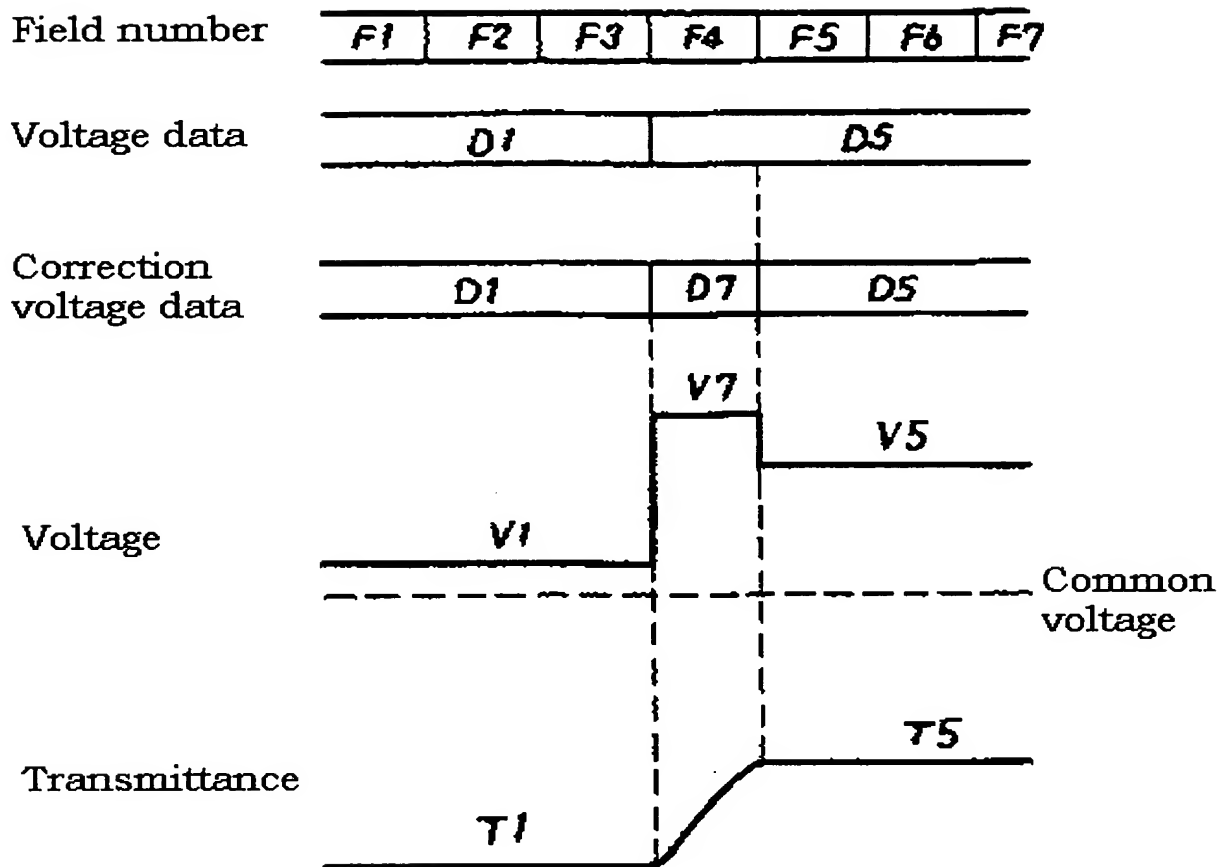 Field number F1 F2 F3 F4 F5 F6 F7
Voltage data D1 D5
Correction
voltage data D1 D7 D5
V7
V5
Voltage V1
Common
voltage
T5
Transmittance
T1